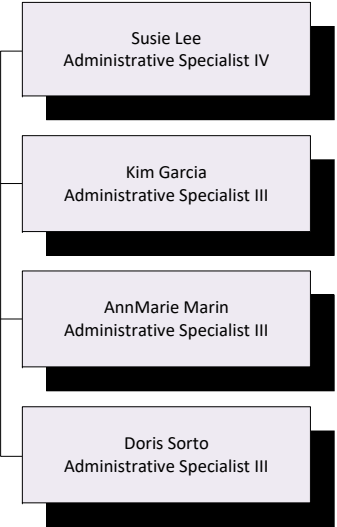 Susie Lee
Administrative Specialist IV
Kim Garcia
Administrative Specialist III
AnnMarie Marin
Administrative Specialist III
Doris Sorto
Administrative Specialist III